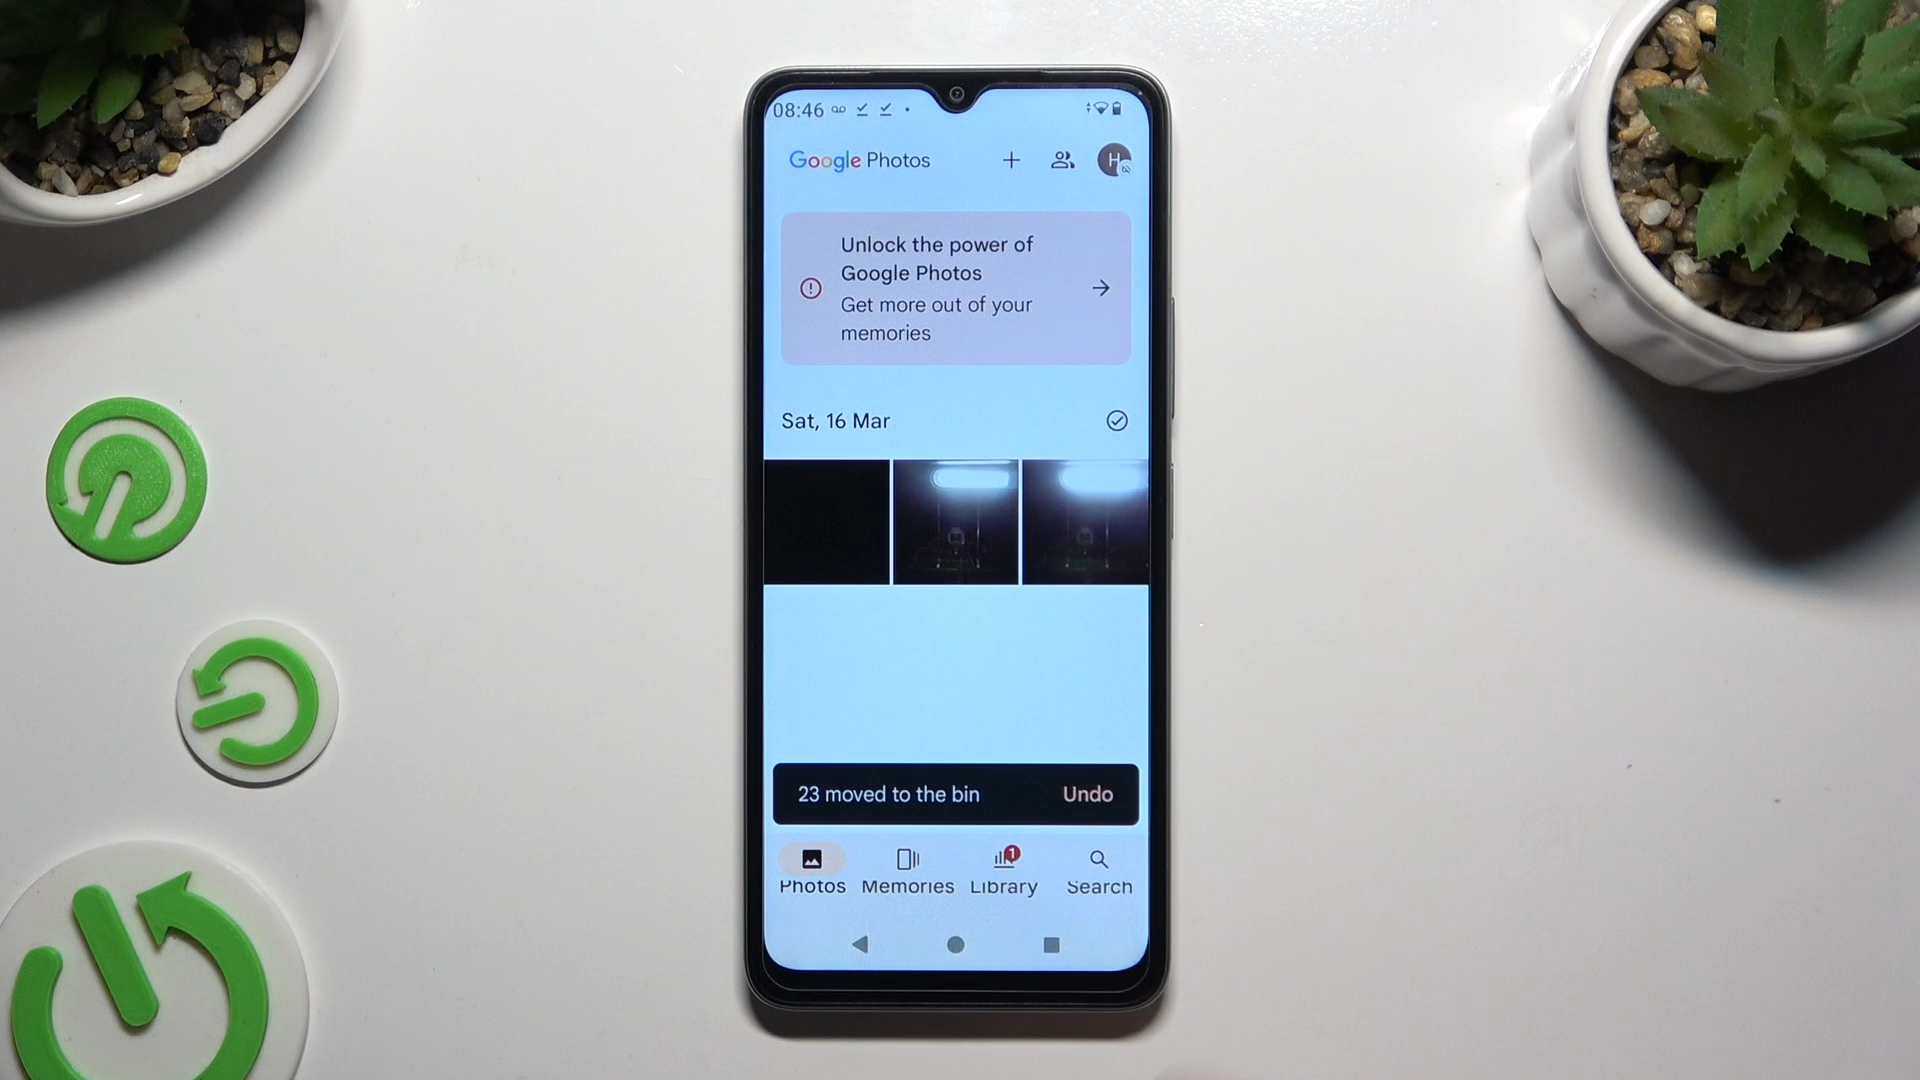 08:46
Google Photos
H
Unlock the power of
Google Photos
Get more out of your
memories
Sat, 16 Mar
23 moved to the bin
Undo
1
Photos
Memories
Library
Search